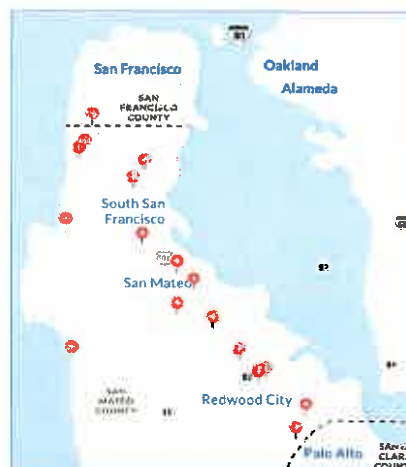 San Francisco
Oakland
Alameda
SAN
FRANCISCO
COUNTY
South San
Francisco
San Mateo
SAN
MATEO
COUNTY
Redwood City
Palo Alto